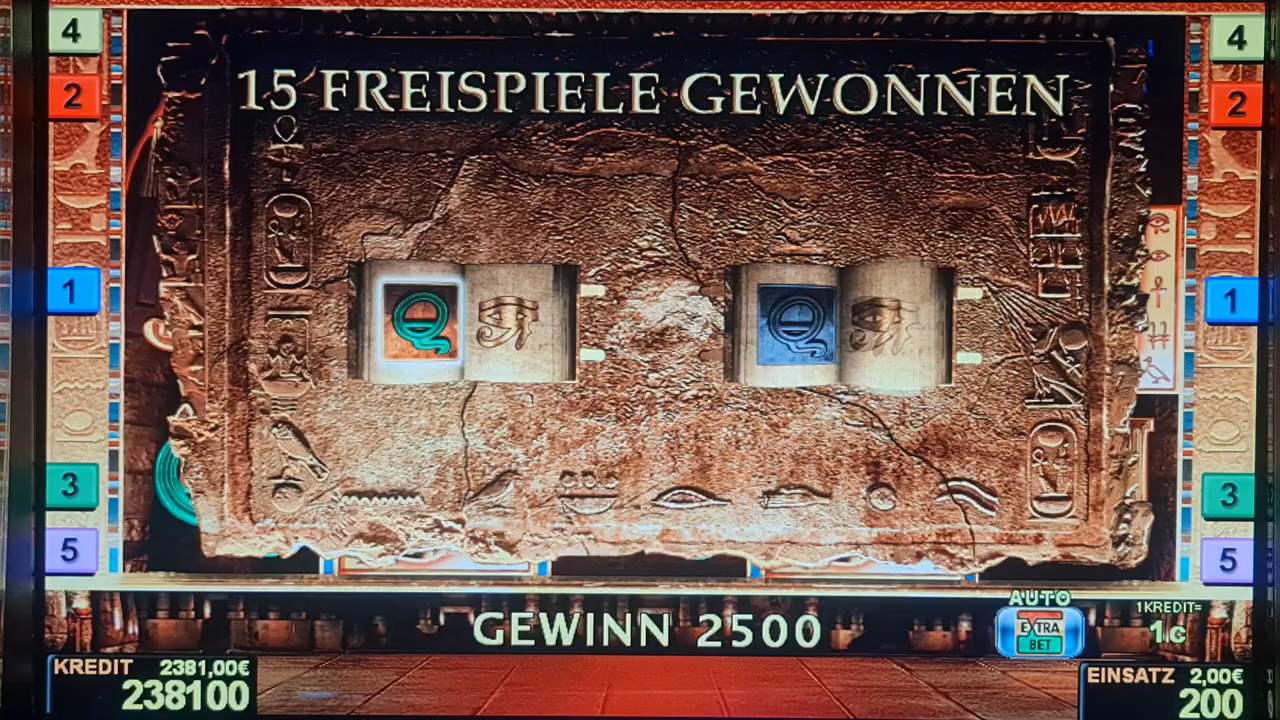 4
4
15 FREISPIELE GEWONNEN
2
2
1
Q
Q
1
3
3
5
5
AUTO
EXTRA
BET
1KREDIT=
1c
GEWINN 2500
KREDIT 2381,00€
238100
EINSATZ 2,00€
200